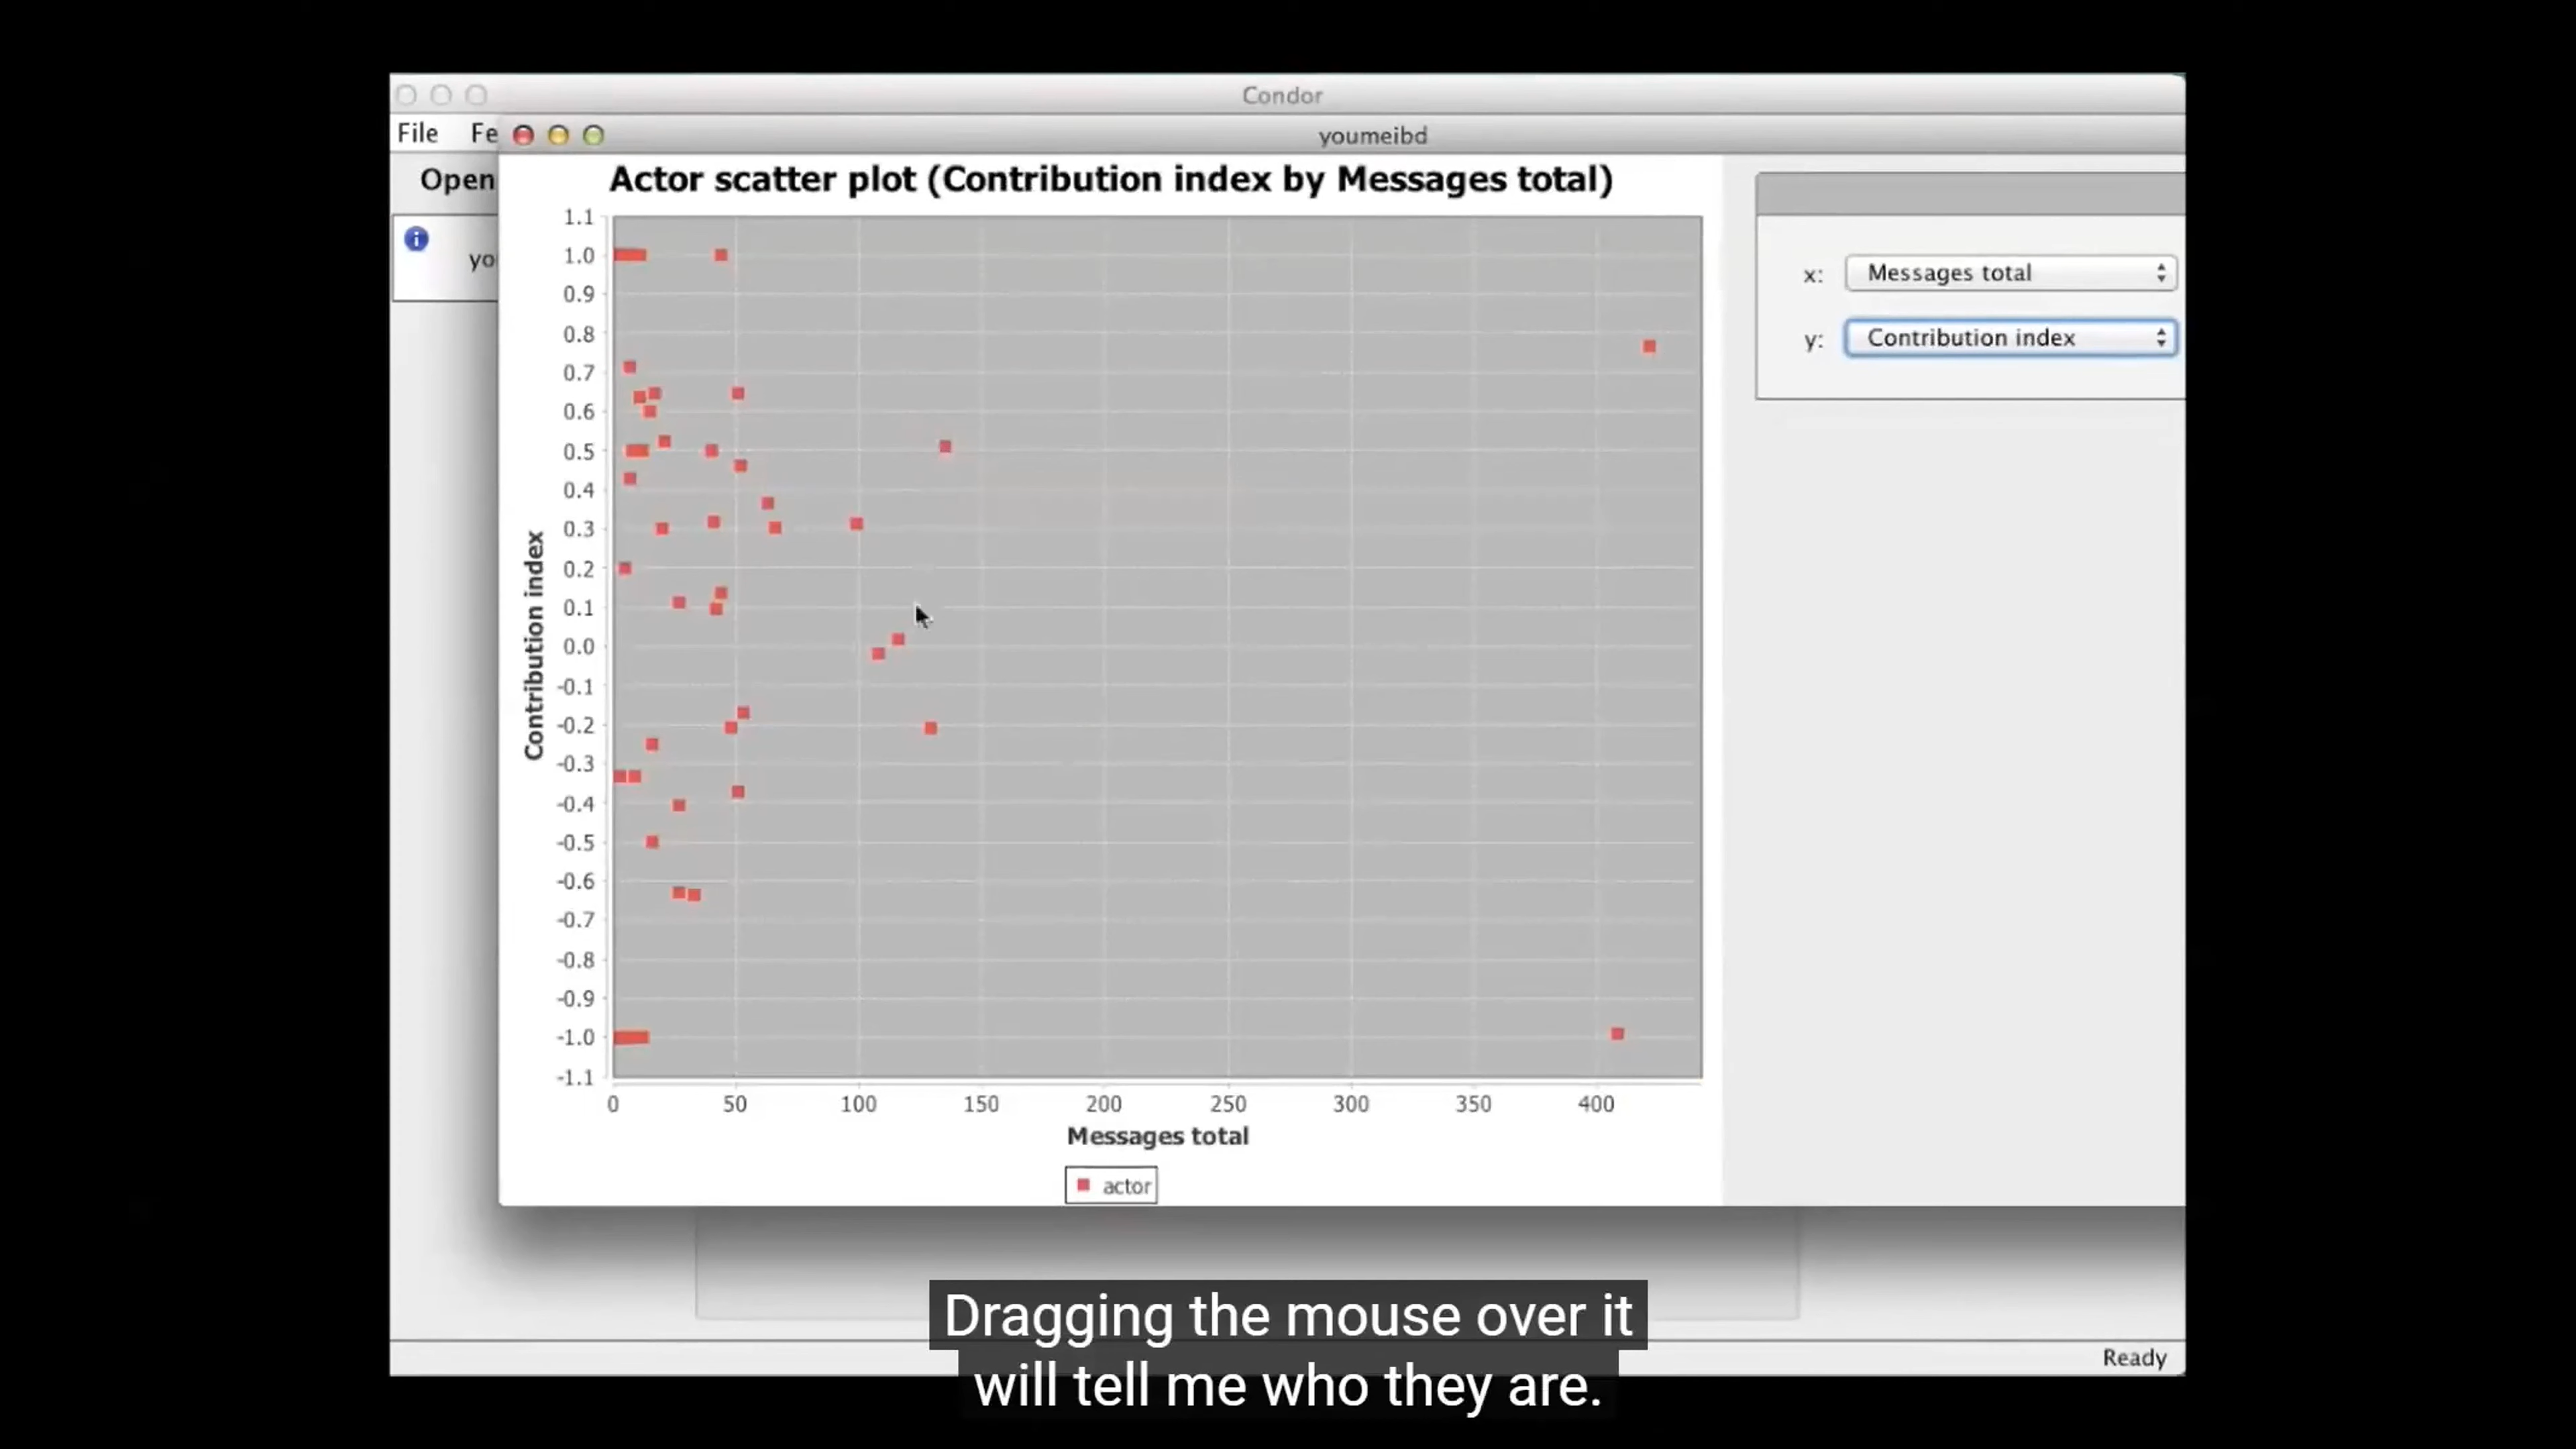 Condor
File Fe
youmeibd
Open
Actor scatter plot (Contribution index by Messages total)
yo
x: Messages total
y: Contribution index
1.1
1.0
0.9
0.8
0.7
0.6
0.5
0.4
0.3
0.2
0.1
0.0
-0.1
-0.2
-0.3
-0.4
-0.5
-0.6
-0.7
-0.8
-0.9
-1.0
-1.1
Contribution index
0 50 100 150 200 250 300 350 400
Messages total
actor
Dragging the mouse over it
will tell me who they are.
Ready